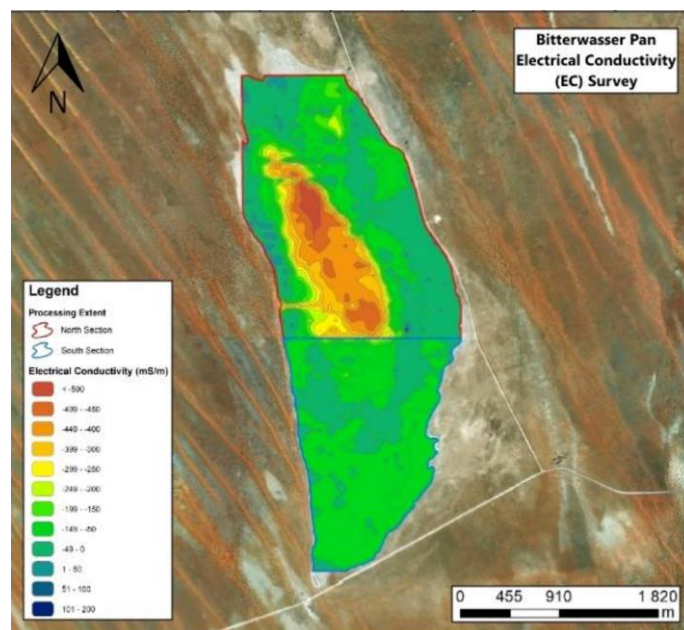 Bitterwasser Pan
Electrical Conductivity
(EC) Survey
N
Legend
Processing Extent
North Section
South Section
Electrical Conductivity (mS/m)
< -500
-499 - -450
-449 - -400
-399 - -300
-299 - -250
-249 - -200
-199 - -150
-149 - -50
-49 - 0
1 - 50
51 - 100
101 - 200
0 455 910 1 820
m